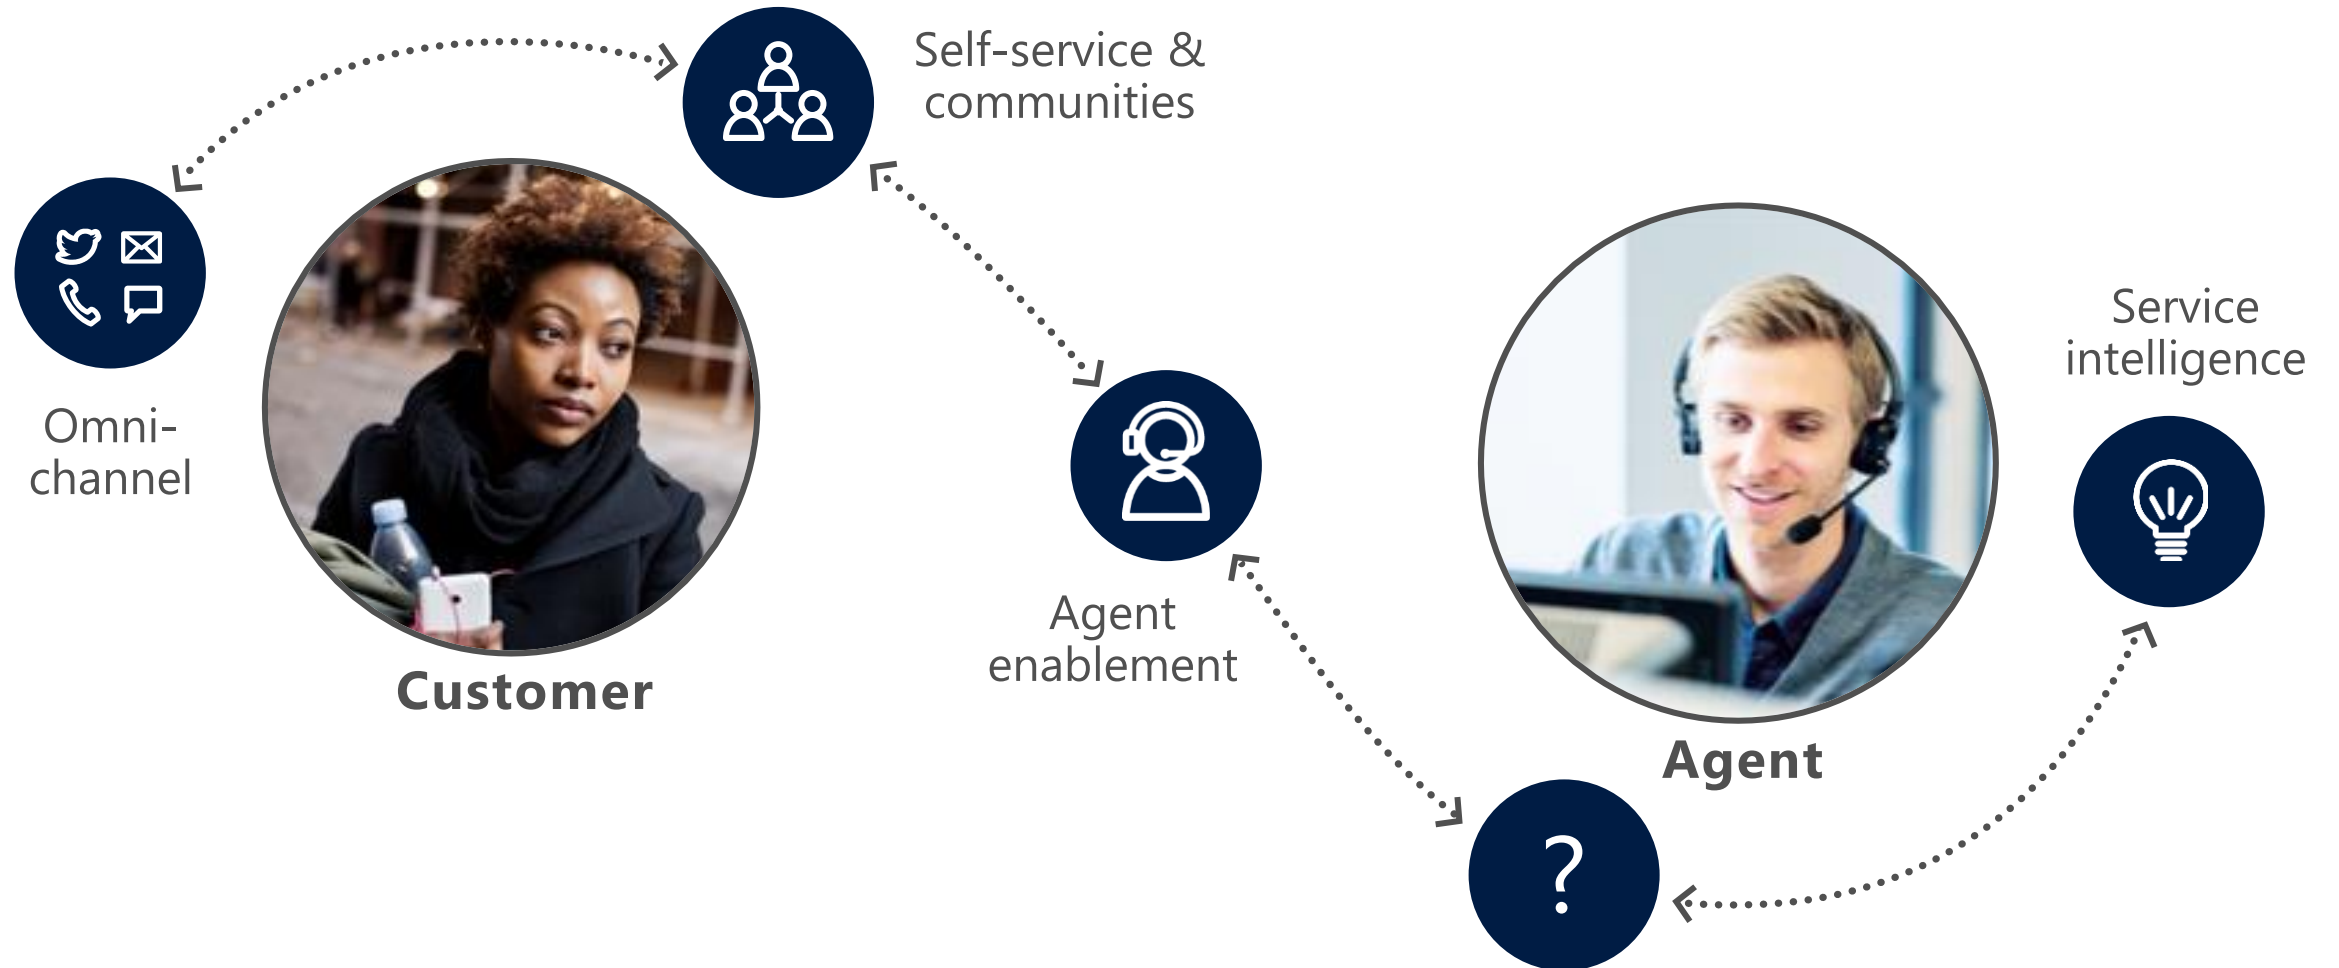 Self-service &
communities
Omni-
channel
Customer
Agent
enablement
Service
intelligence
Agent
?